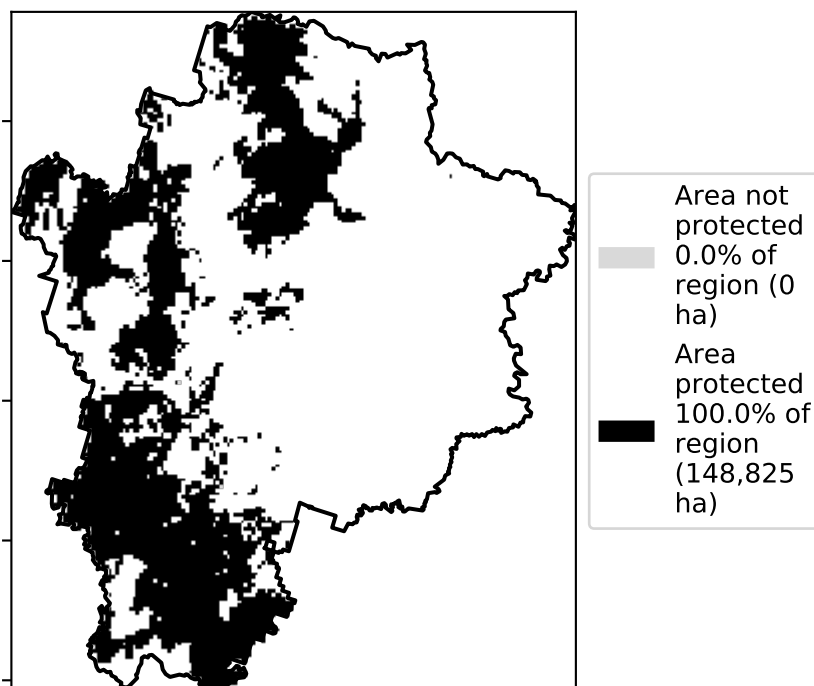 Area not
protected
0.0% of
region (0
ha)
Area
protected
100.0% of
region
(148,825
ha)